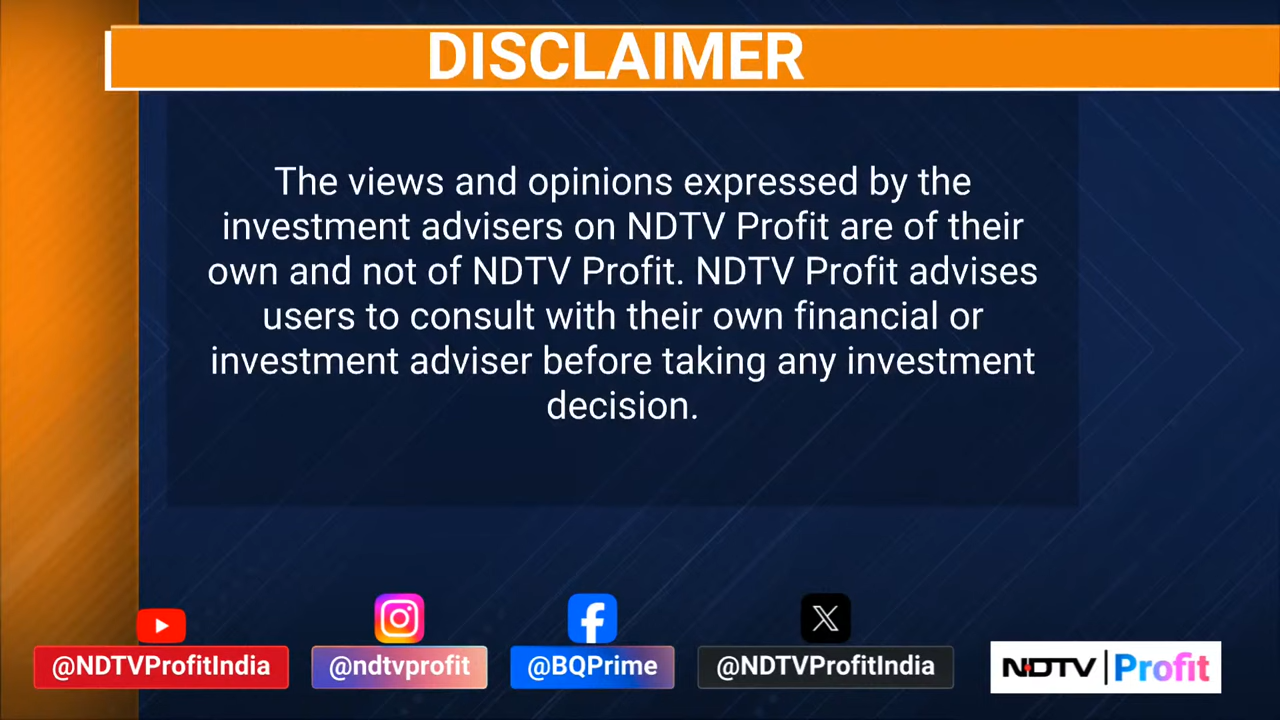 DISCLAIMER
The views and opinions expressed by the
investment advisers on NDTV Profit are of their
own and not of NDTV Profit. NDTV Profit advises
users to consult with their own financial or
investment adviser before taking any investment
decision.
@NDTVProfitIndia
@ndtvprofit
@BQPrime
@NDTVProfitIndia
NDTV Profit